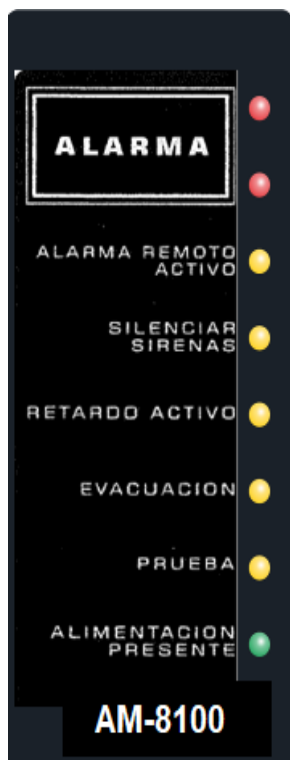 ALARMA
ALARMA REMOTO
ACTIVO
SILENCIAR
SIRENAS
RETARDO ACTIVO
EVACUACION
PRUEBA
ALIMENTACION
PRESENTE
AM-8100